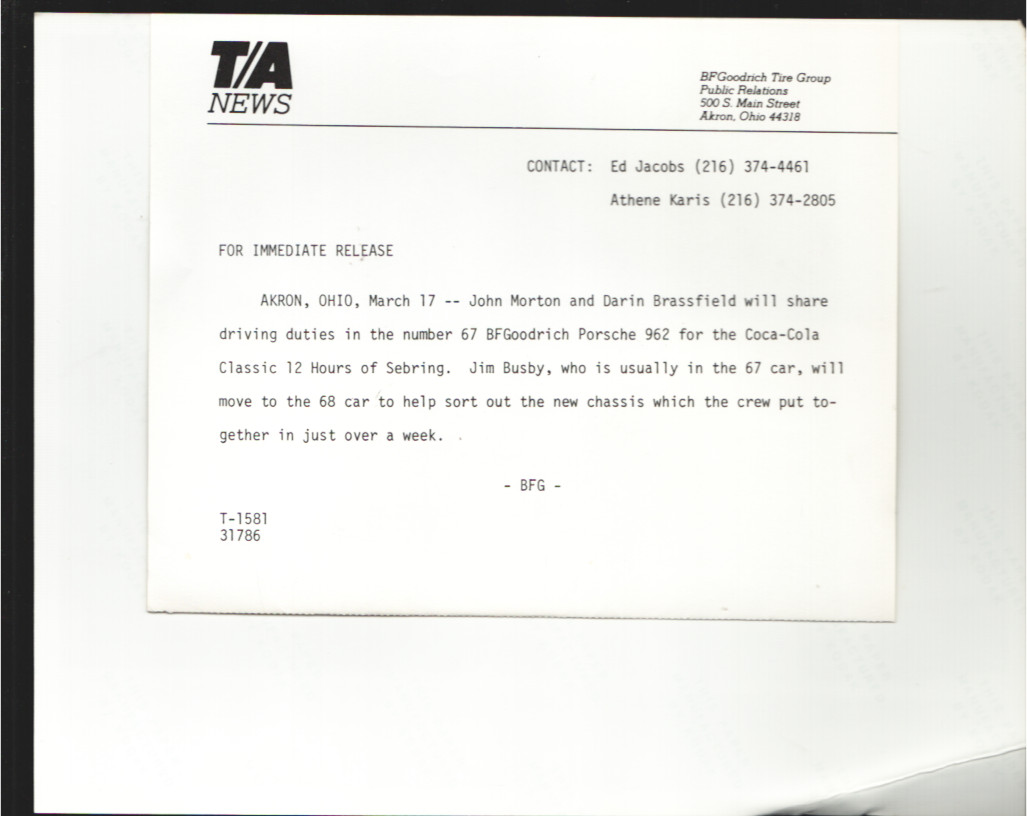 T/A
NEWS
BFGoodrich Tire Group
Public Relations
500 S. Main Street
Akron, Ohio 44318
CONTACT: Ed Jacobs (216) 374-4461
Athene Karis (216) 374-2805
FOR IMMEDIATE RELEASE
AKRON, OHIO, March 17 -- John Morton and Darin Brassfield will share
driving duties in the number 67 BFGoodrich Porsche 962 for the Coca-Cola
Classic 12 Hours of Sebring. Jim Busby, who is usually in the 67 car, will
move to the 68 car to help sort out the new chassis which the crew put to-
gether in just over a week.
- BFG -
T-1581
31786